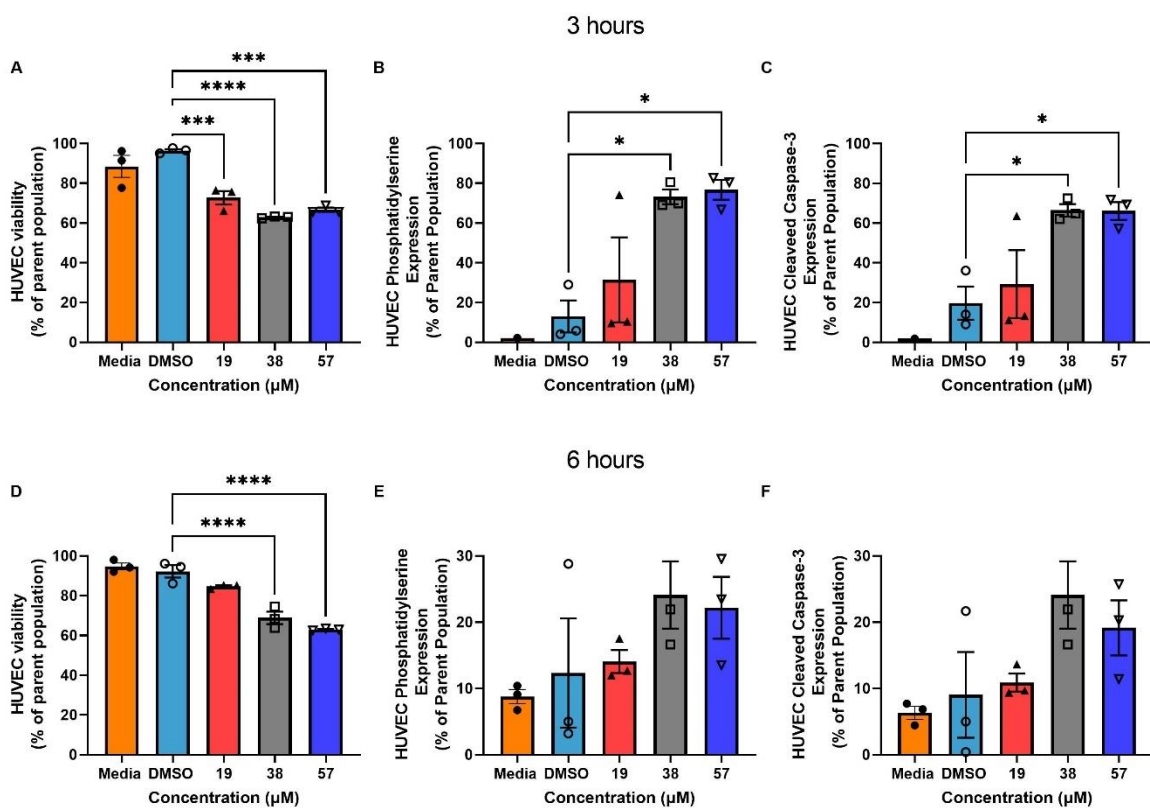 3 hours
A
HUVEC viability
(% of parent population)
100
80
60
40
20
0
***
****
***
Media DMSO 19 38 57
Concentration (µM)
B
HUVEC Phosphatidylserine
Expression
(% of Parent Population)
100
80
60
40
20
0
*
*
Media DMSO 19 38 57
Concentration (µM)
C
HUVEC Cleaveed Caspase-3
Expression
(% of Parent Population)
100
80
60
40
20
0
*
*
Media DMSO 19 38 57
Concentration (µM)
6 hours
D
HUVEC viability
(% of parent population)
100
80
60
40
20
0
****
****
Media DMSO 19 38 57
Concentration (µM)
E
HUVEC Phosphatidylserine
Expression
(% of Parent Population)
30
20
10
0
Media DMSO 19 38 57
Concentration (µM)
F
HUVEC Cleaved Caspase-3
Expression
(% of Parent Population)
30
20
10
0
Media DMSO 19 38 57
Concentration (µM)